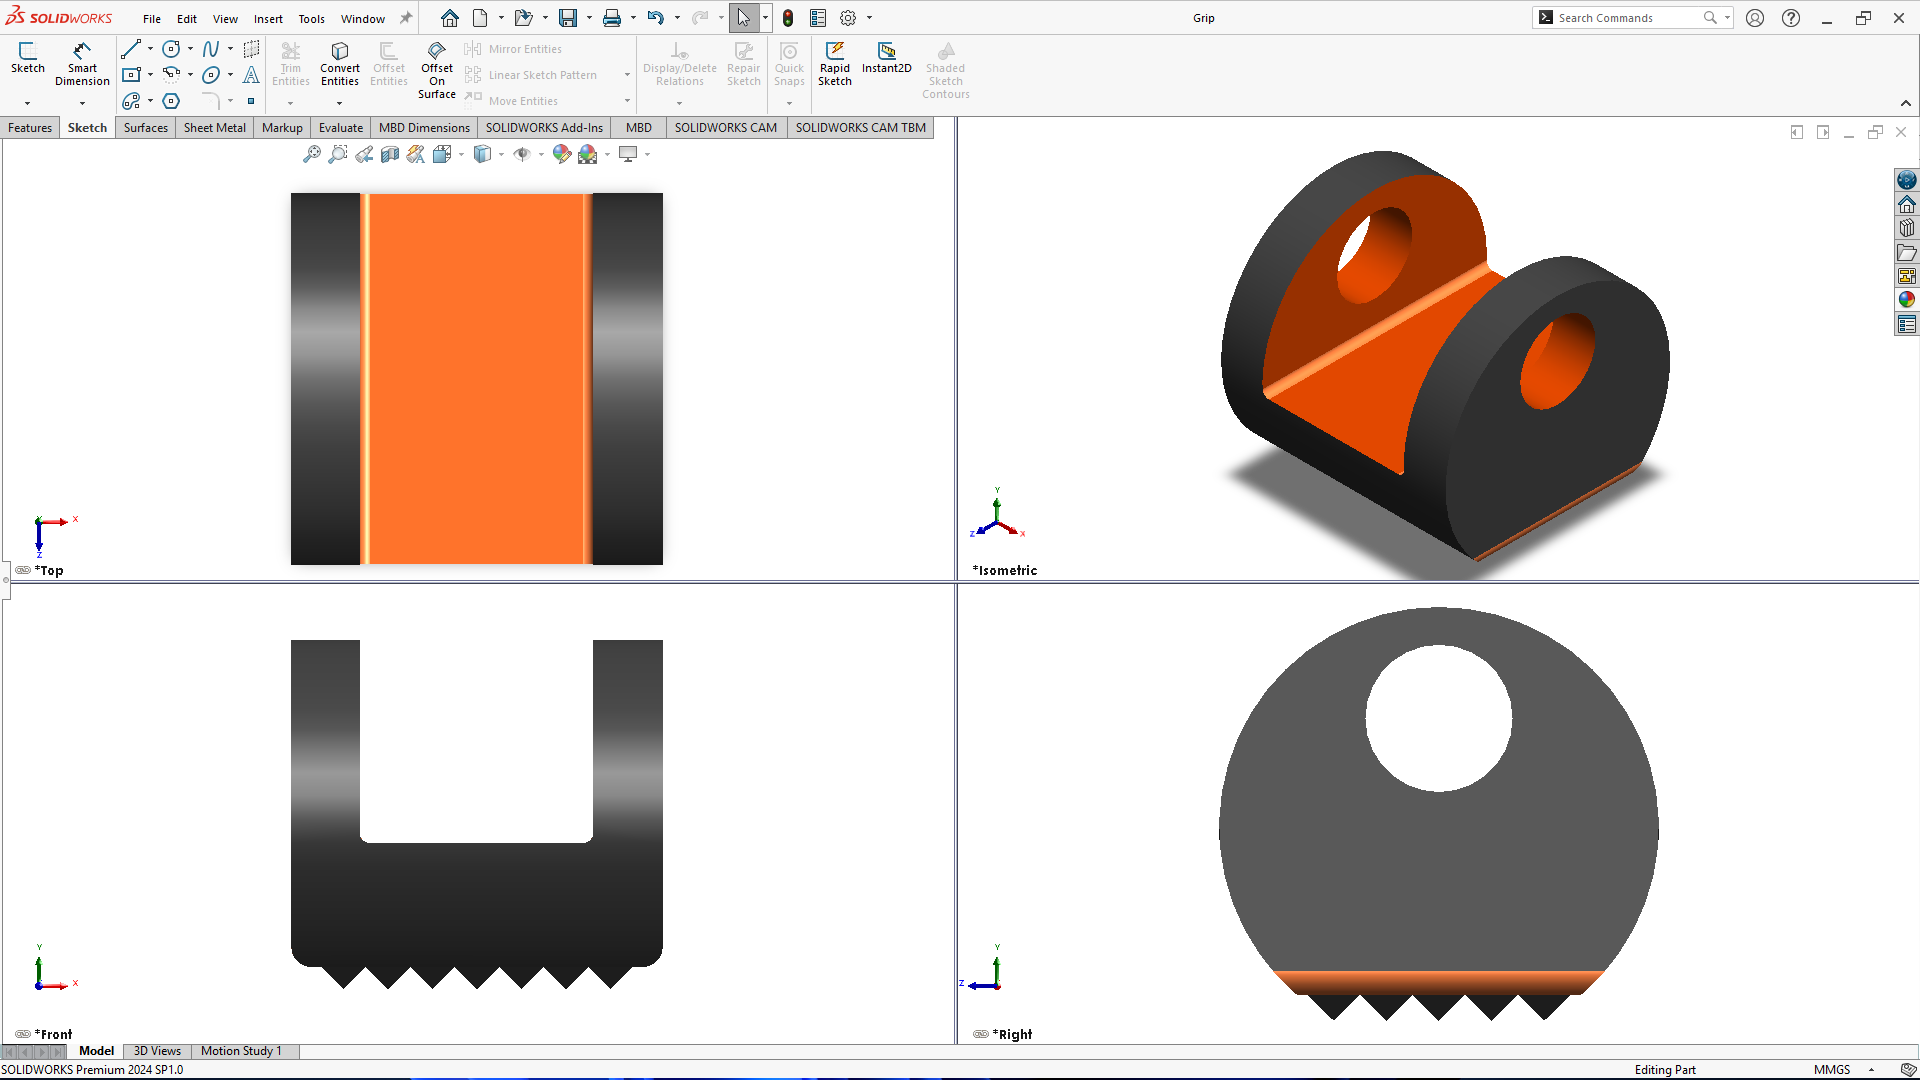 SOLIDWORKS File Edit View Insert Tools Window Grip Search Commands
Sketch Smart Dimension Trim Entities Convert Entities Offset Entities Offset On Surface Mirror Entities Linear Sketch Pattern Move Entities Display/Delete Relations Repair Sketch Quick Snaps Rapid Sketch Instant2D Shaded Sketch Contours
Features Sketch Surfaces Sheet Metal Markup Evaluate MBD Dimensions SOLIDWORKS Add-Ins MBD SOLIDWORKS CAM SOLIDWORKS CAM TBM
Y X Z
*Top
Y Z X
*Isometric
Y X
*Front
Y Z
*Right
Model 3D Views Motion Study 1
SOLIDWORKS Premium 2024 SP1.0 Editing Part MMGS